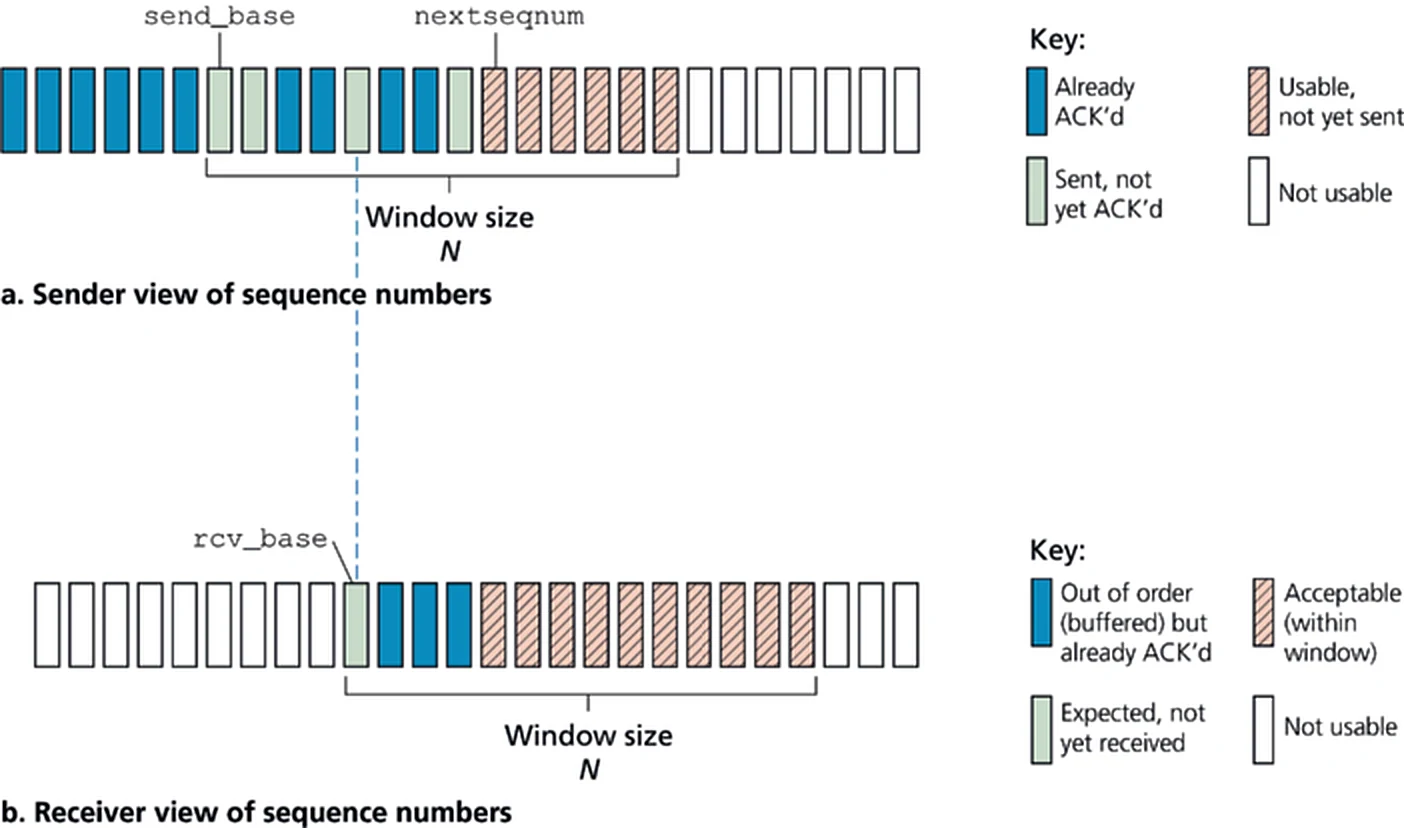 send_base
nextseqnum
Window size
N
a. Sender view of sequence numbers
Key:
Already
ACK’d
Usable,
not yet sent
Sent, not
yet ACK’d
Not usable
rcv_base
Window size
N
b. Receiver view of sequence numbers
Key:
Out of order
(buffered) but
already ACK’d
Acceptable
(within
window)
Expected, not
yet received
Not usable